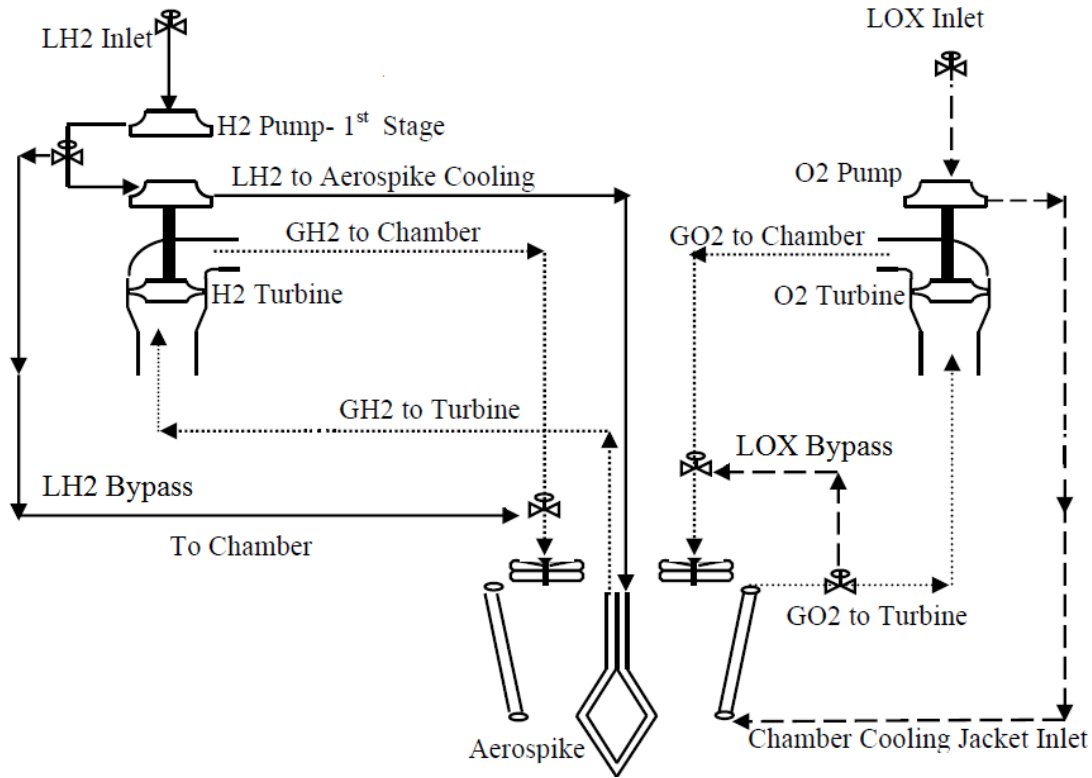 LH2 Inlet
LOX Inlet
H2 Pump- 1st Stage
LH2 to Aerospike Cooling
O2 Pump
GH2 to Chamber
GO2 to Chamber
H2 Turbine
O2 Turbine
GH2 to Turbine
LOX Bypass
LH2 Bypass
To Chamber
GO2 to Turbine
Aerospike
Chamber Cooling Jacket Inlet